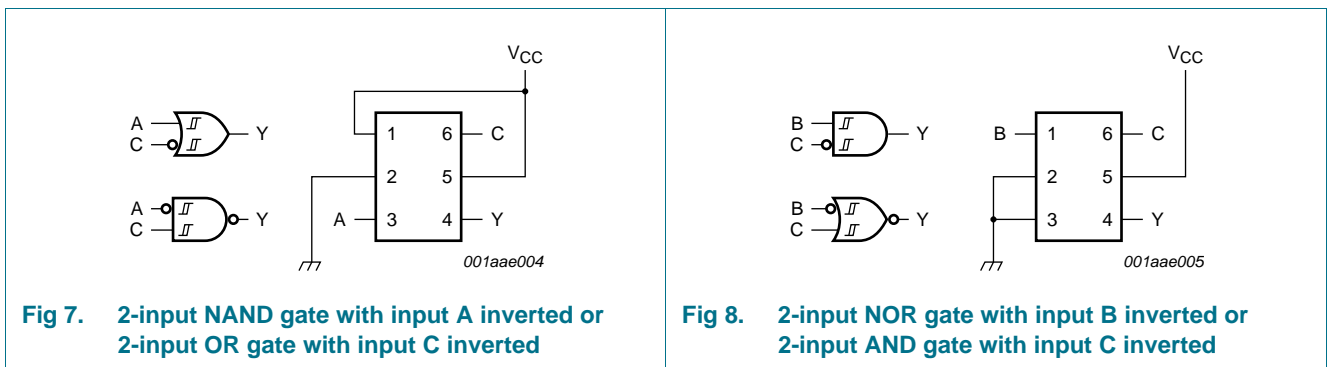 VCC
A
C
Y
A
C
Y
1 6 C
2 5
A 3 4 Y
001aae004
Fig 7. 2-input NAND gate with input A inverted or
2-input OR gate with input C inverted
VCC
B
C
Y
B
C
Y
B 1 6 C
2 5
3 4 Y
001aae005
Fig 8. 2-input NOR gate with input B inverted or
2-input AND gate with input C inverted